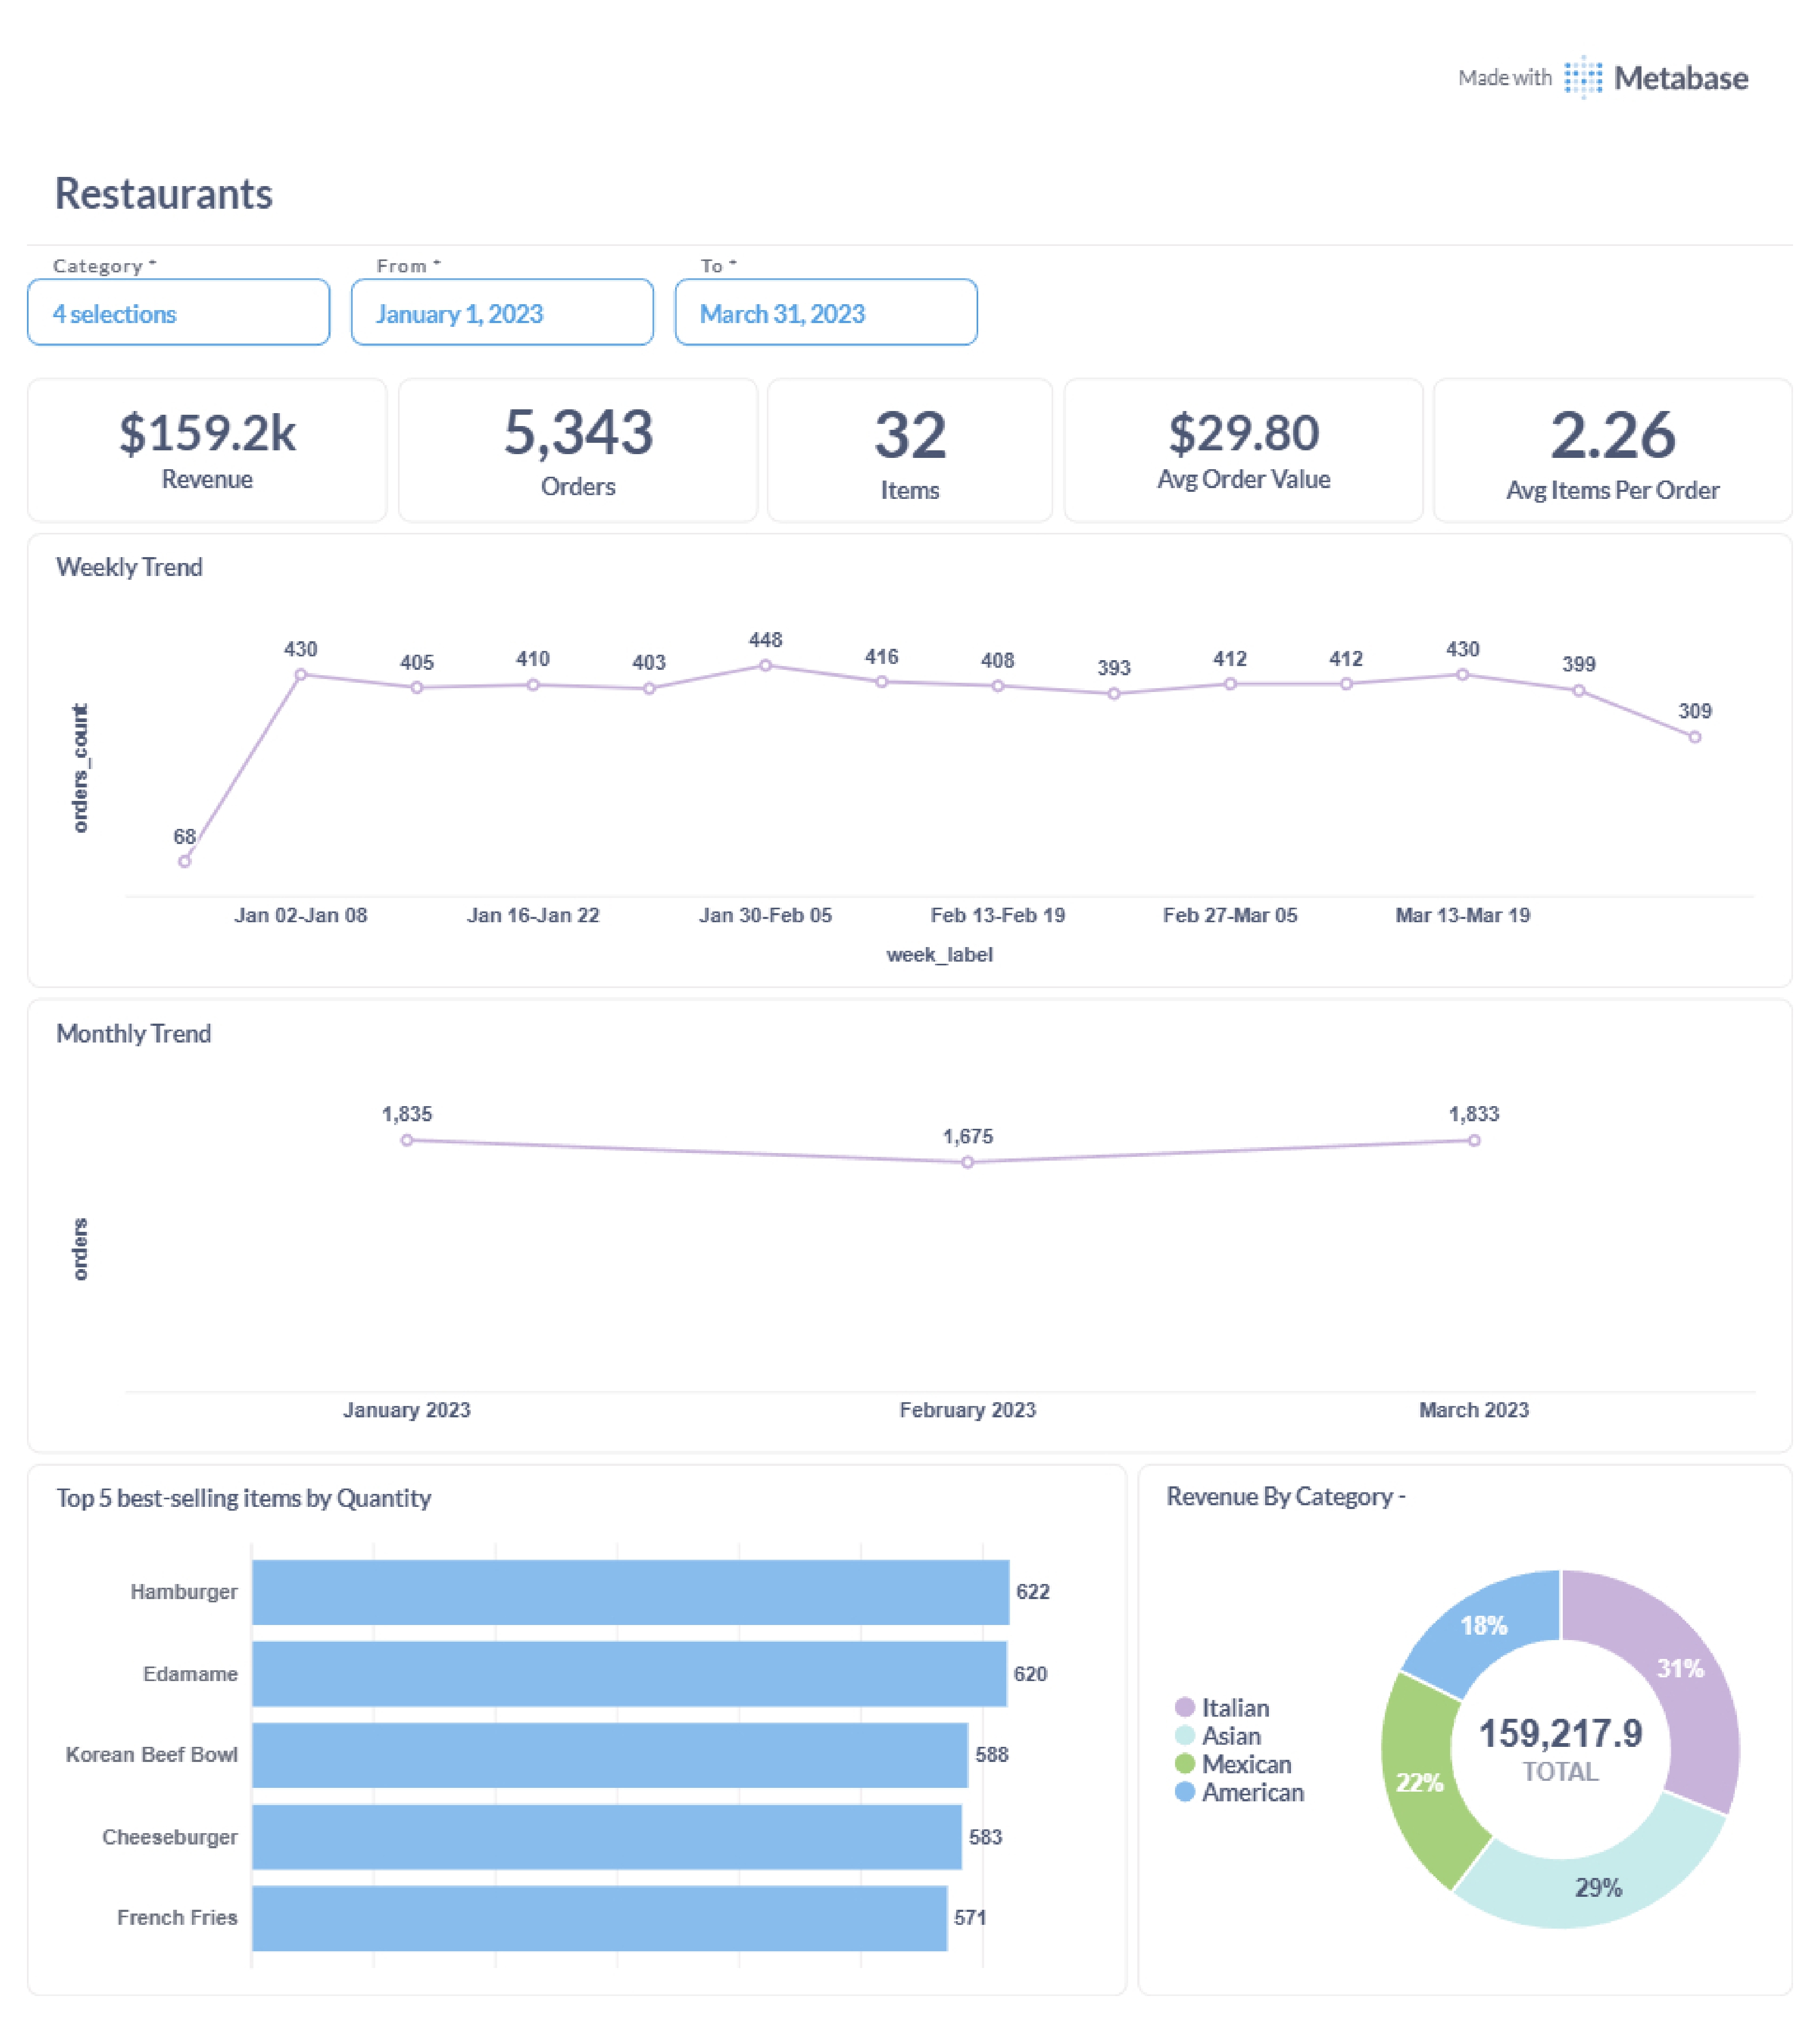 Made with Metabase
Restaurants
Category *
From *
To *
4 selections
January 1, 2023
March 31, 2023
$159.2k
Revenue
5,343
Orders
32
Items
$29.80
Avg Order Value
2.26
Avg Items Per Order
Weekly Trend
orders_count
68
430
405
410
403
448
416
408
393
412
412
430
399
309
Jan 02-Jan 08
Jan 16-Jan 22
Jan 30-Feb 05
Feb 13-Feb 19
Feb 27-Mar 05
Mar 13-Mar 19
week_label
Monthly Trend
orders
1,835
1,675
1,833
January 2023
February 2023
March 2023
Top 5 best-selling items by Quantity
Hamburger 622
Edamame 620
Korean Beef Bowl 588
Cheeseburger 583
French Fries 571
Revenue By Category -
Italian
Asian
Mexican
American
18%
31%
22%
29%
159,217.9
TOTAL